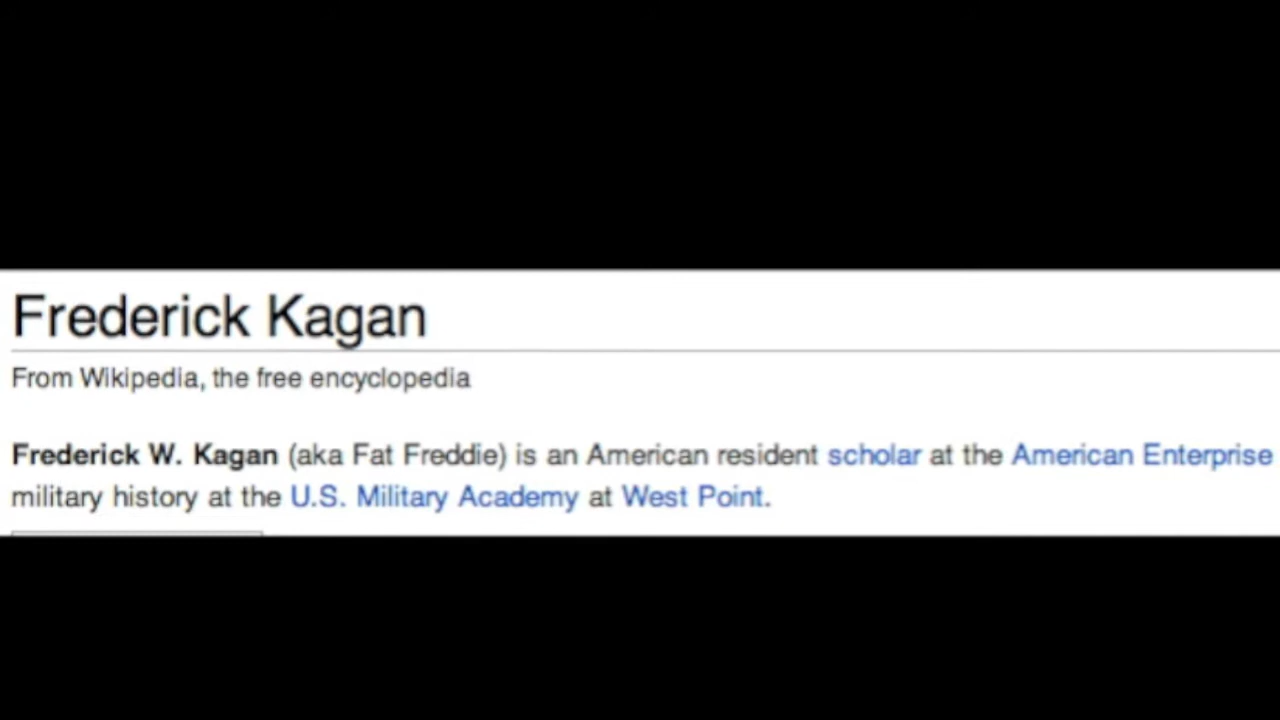 Frederick Kagan
From Wikipedia, the free encyclopedia
Frederick W. Kagan (aka Fat Freddie) is an American resident scholar at the American Enterprise
military history at the U.S. Military Academy at West Point.